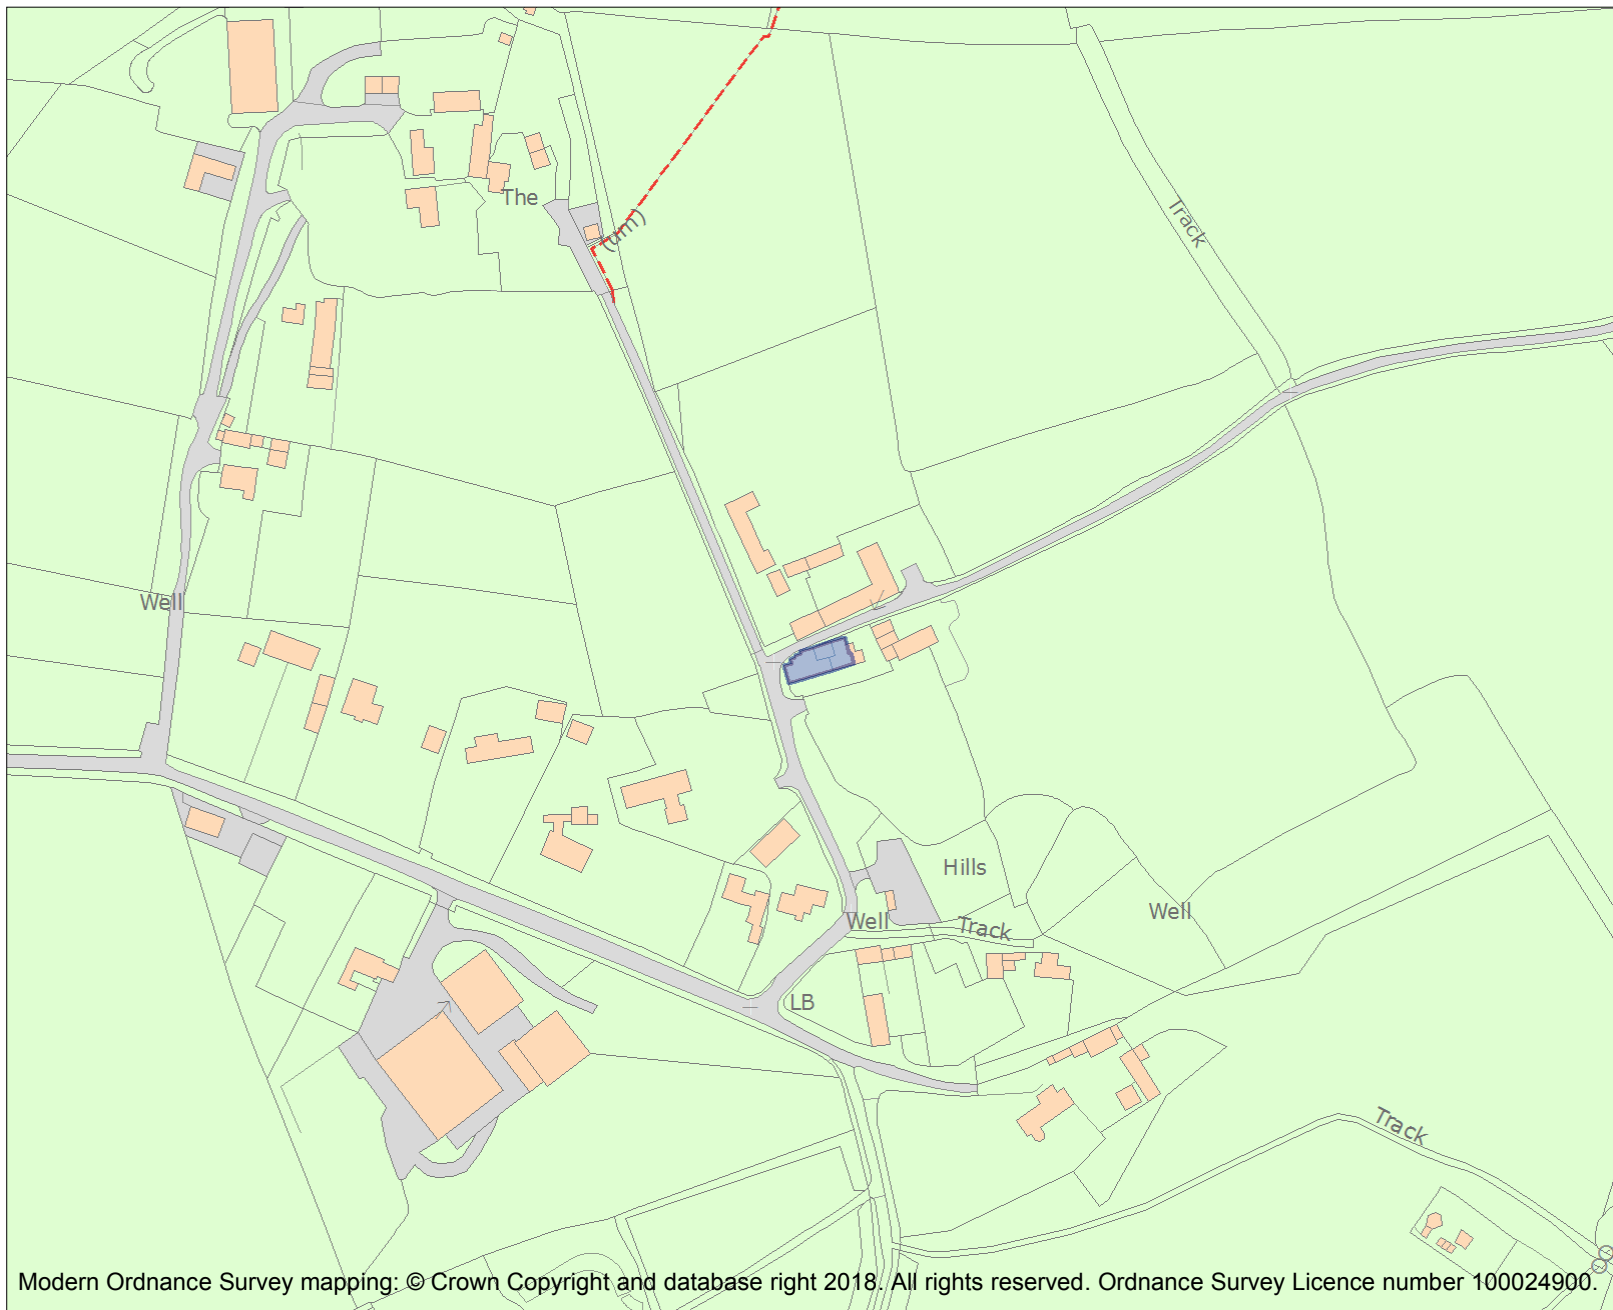 The
(um)
Track
Well
Hills
Well
Well
Track
LB
Track
Modern Ordnance Survey mapping: © Crown Copyright and database right 2018. All rights reserved. Ordnance Survey Licence number 100024900.